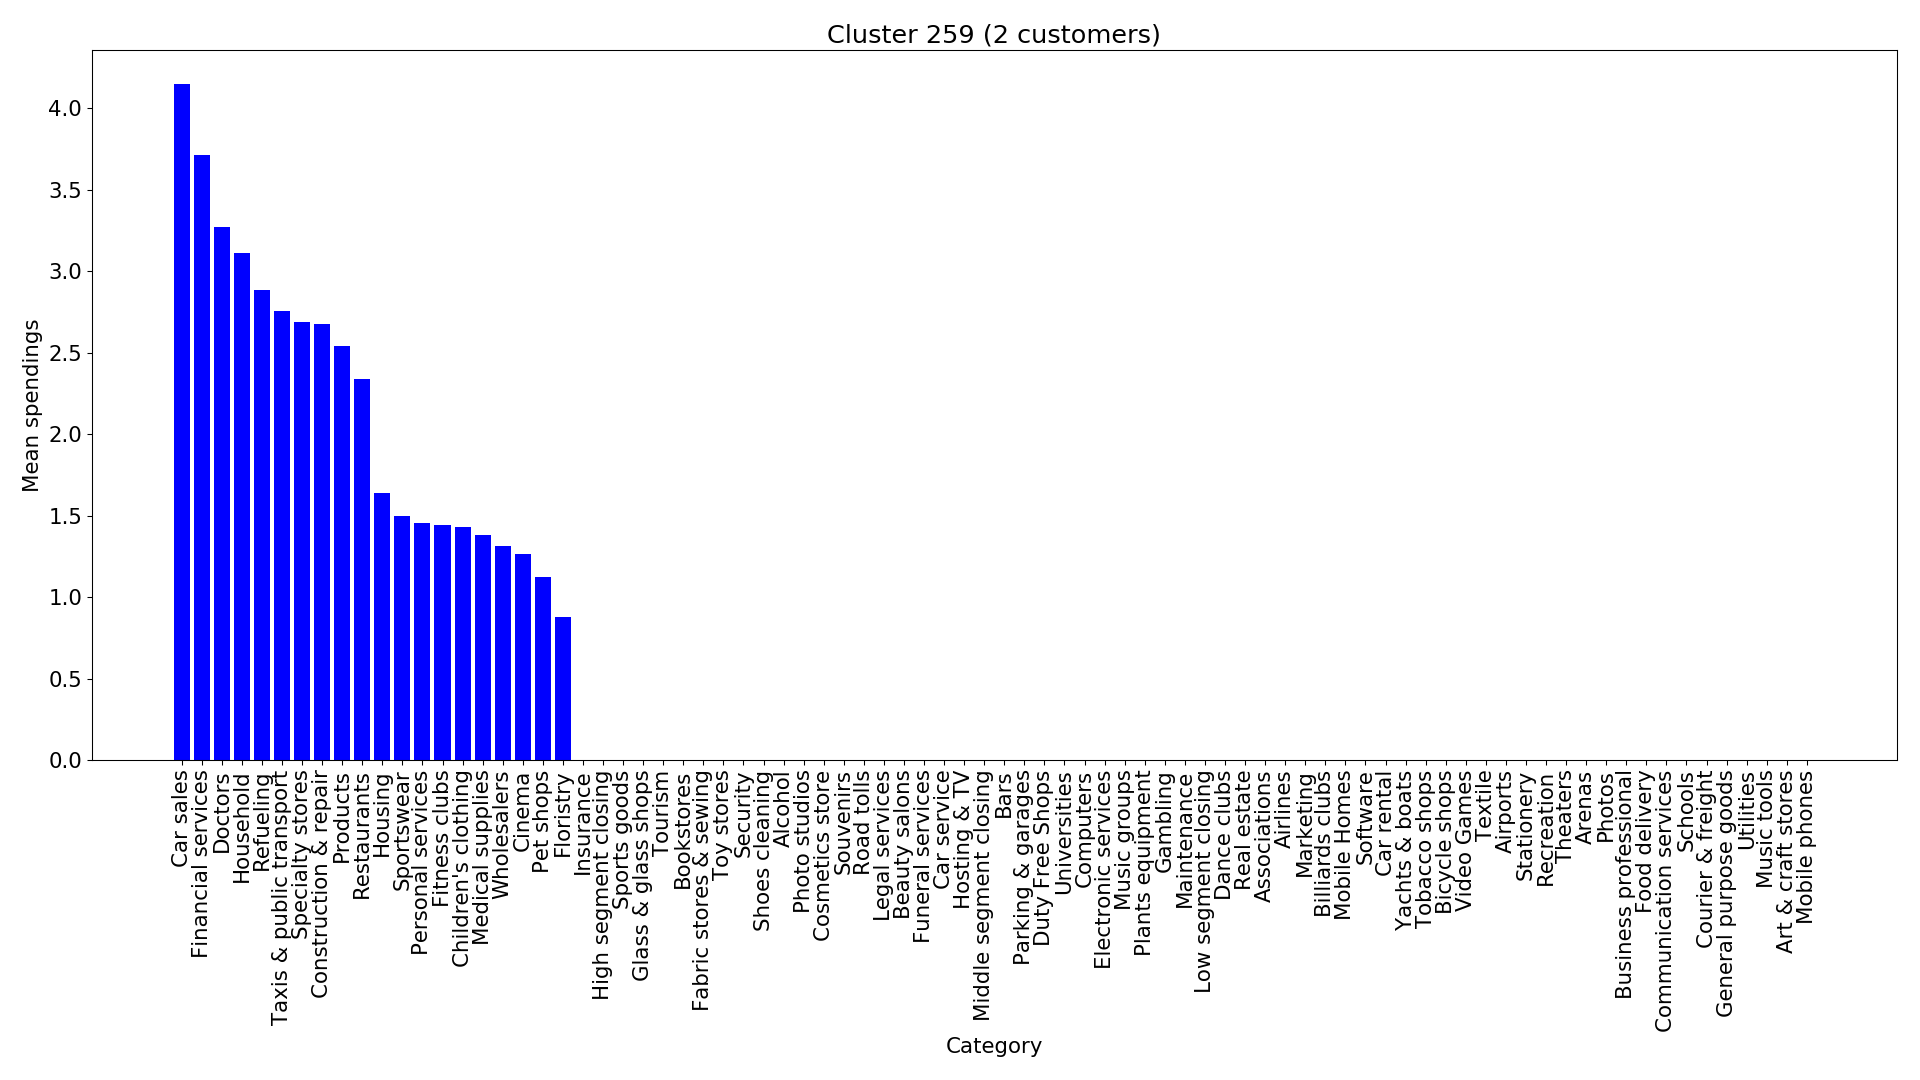 Cluster 259 (2 customers)
Mean spendings
4.0
3.5
3.0
2.5
2.0
1.5
1.0
0.5
0.0
Car sales
Financial services
Doctors
Household
Refueling
Taxis & public transport
Specialty stores
Construction & repair
Products
Restaurants
Housing
Sportswear
Personal services
Fitness clubs
Children's clothing
Medical supplies
Wholesalers
Cinema
Pet shops
Floristry
Insurance
High segment closing
Sports goods
Glass & glass shops
Tourism
Bookstores
Fabric stores & sewing
Toy stores
Security
Shoes cleaning
Alcohol
Photo studios
Cosmetics store
Souvenirs
Road tolls
Legal services
Beauty salons
Funeral services
Car service
Hosting & TV
Middle segment closing
Bars
Parking & garages
Duty Free Shops
Universities
Computers
Electronic services
Music groups
Plants equipment
Gambling
Maintenance
Low segment closing
Dance clubs
Real estate
Associations
Airlines
Marketing
Billiards clubs
Mobile Homes
Software
Car rental
Yachts & boats
Tobacco shops
Bicycle shops
Video Games
Textile
Airports
Stationery
Recreation
Theaters
Arenas
Photos
Business professional
Food delivery
Communication services
Schools
Courier & freight
General purpose goods
Utilities
Music tools
Art & craft stores
Mobile phones
Category